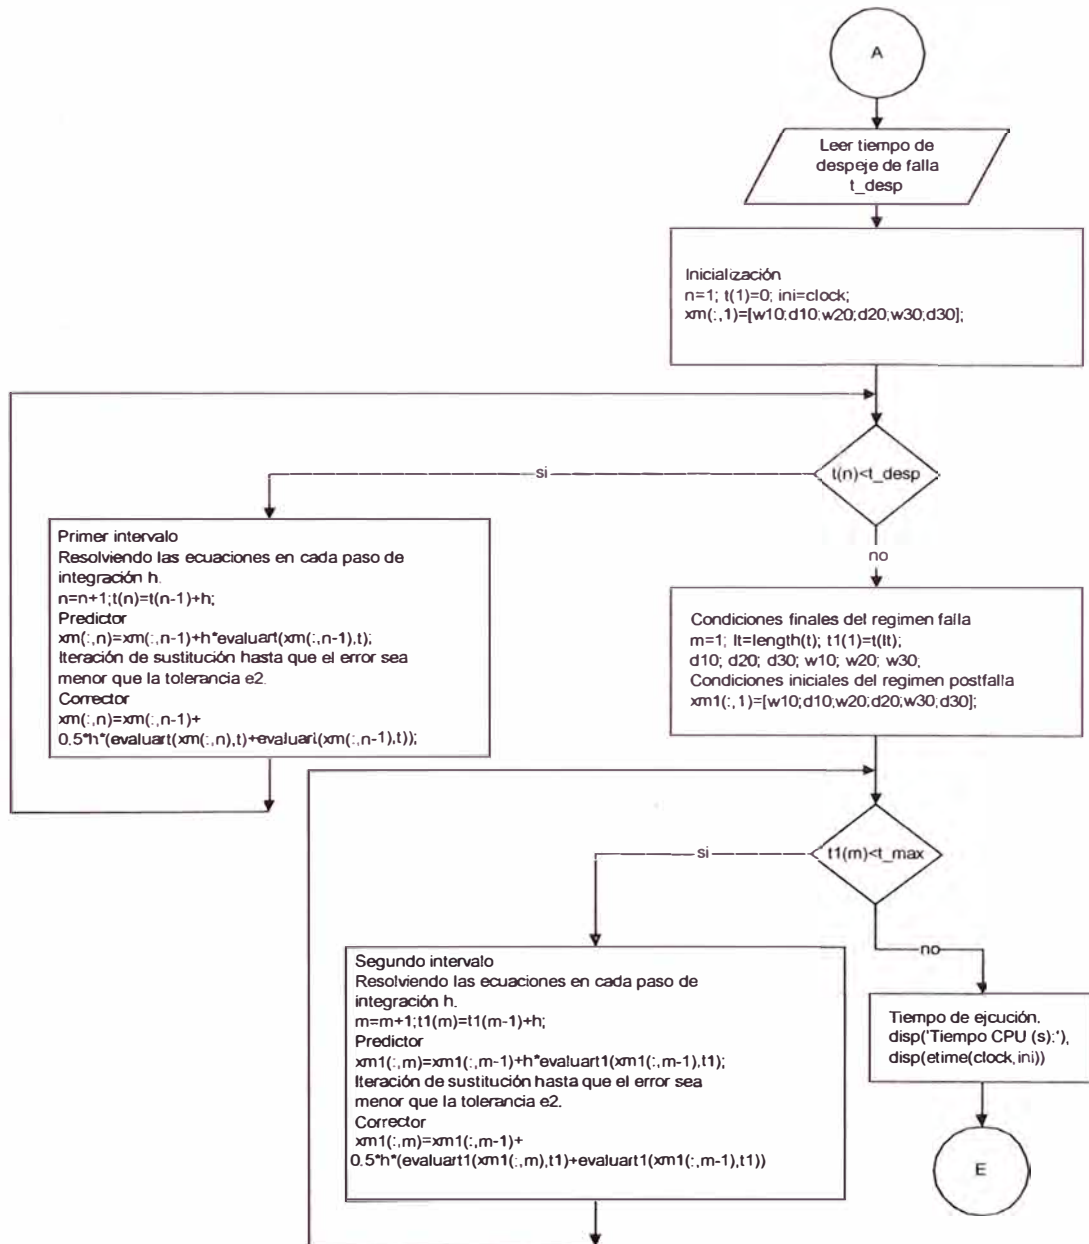 A
Leer tiempo de
despeje de falla
t_desp
Inicialización
n=1; t(1)=0; ini=clock;
xm(:,1)=[w10;d10;w20;d20;w30;d30];
t(n)<t_desp
si
no
Primer intervalo
Resolviendo las ecuaciones en cada paso de
integración h.
n=n+1;t(n)=t(n-1)+h;
Predictor
xm(:,n)=xm(:,n-1)+h*evaluart(xm(:,n-1),t);
Iteración de sustitución hasta que el error sea
menor que la tolerancia e2.
Corrector
xm(:,n)=xm(:,n-1)+
0.5*h*(evaluart(xm(:,n),t)+evaluart(xm(:,n-1),t));
Condiciones finales del regimen falla
m=1; lt=length(t); t1(1)=t(lt);
d10; d20; d30; w10; w20; w30;
Condiciones iniciales del regimen postfalla
xm1(:,1)=[w10;d10;w20;d20;w30;d30];
t1(m)<t_max
si
no
Segundo intervalo
Resolviendo las ecuaciones en cada paso de
integración h.
m=m+1;t1(m)=t1(m-1)+h;
Predictor
xm1(:,m)=xm1(:,m-1)+h*evaluart1(xm1(:,m-1),t1);
Iteración de sustitución hasta que el error sea
menor que la tolerancia e2.
Corrector
xm1(:,m)=xm1(:,m-1)+
0.5*h*(evaluart1(xm1(:,m),t1)+evaluart1(xm1(:,m-1),t1))
Tiempo de ejcución.
disp('Tiempo CPU (s):'),
disp(etime(clock,ini))
E